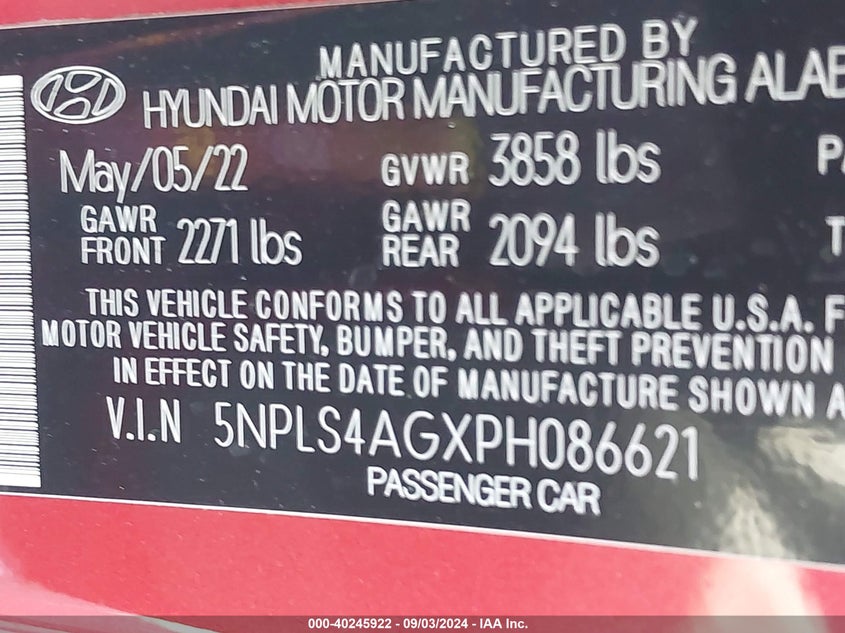 MANUFACTURED BY
HYUNDAI MOTOR MANUFACTURING ALAB
May/05/22 GVWR 3858 lbs PA
GAWR FRONT 2271 lbs GAWR REAR 2094 lbs T
THIS VEHICLE CONFORMS TO ALL APPLICABLE U.S.A. F
MOTOR VEHICLE SAFETY, BUMPER, AND THEFT PREVENTION
IN EFFECT ON THE DATE OF MANUFACTURE SHOWN A
V.I.N 5NPLS4AGXPH086621
PASSENGER CAR
000-40245922 - 09/03/2024 - IAA Inc.